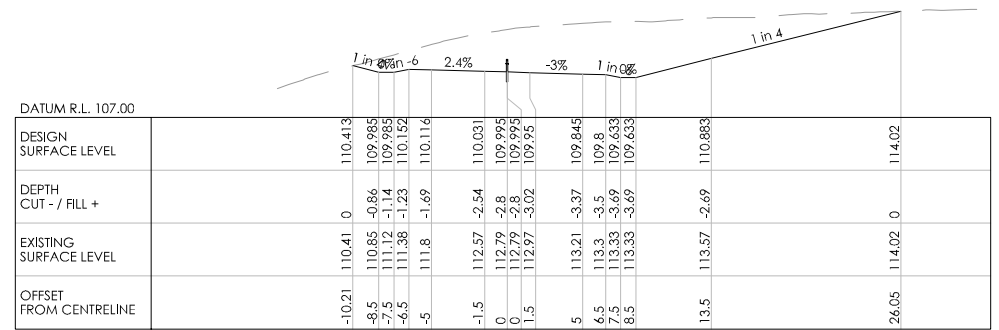 1 in 4
1 in 4 0% 1 in -6 2.4% -3% 1 in 6 0%
DATUM R.L. 107.00
DESIGN
SURFACE LEVEL
110.413 109.985 109.985 110.152 110.116 110.031 109.995 109.995 109.95 109.845 109.8 109.633 109.633 110.883 114.02
DEPTH
CUT - / FILL +
0 -0.86 -1.14 -1.23 -1.69 -2.54 -2.8 -2.8 -3.02 -3.37 -3.5 -3.69 -3.69 -2.69 0
EXISTING
SURFACE LEVEL
110.41 110.85 111.12 111.38 111.8 112.57 112.79 112.79 112.97 113.21 113.3 113.33 113.33 113.57 114.02
OFFSET
FROM CENTRELINE
-10.21 -8.5 -7.5 -6.5 -5 -1.5 0 0 1.5 5 6.5 7.5 8.5 13.5 26.05